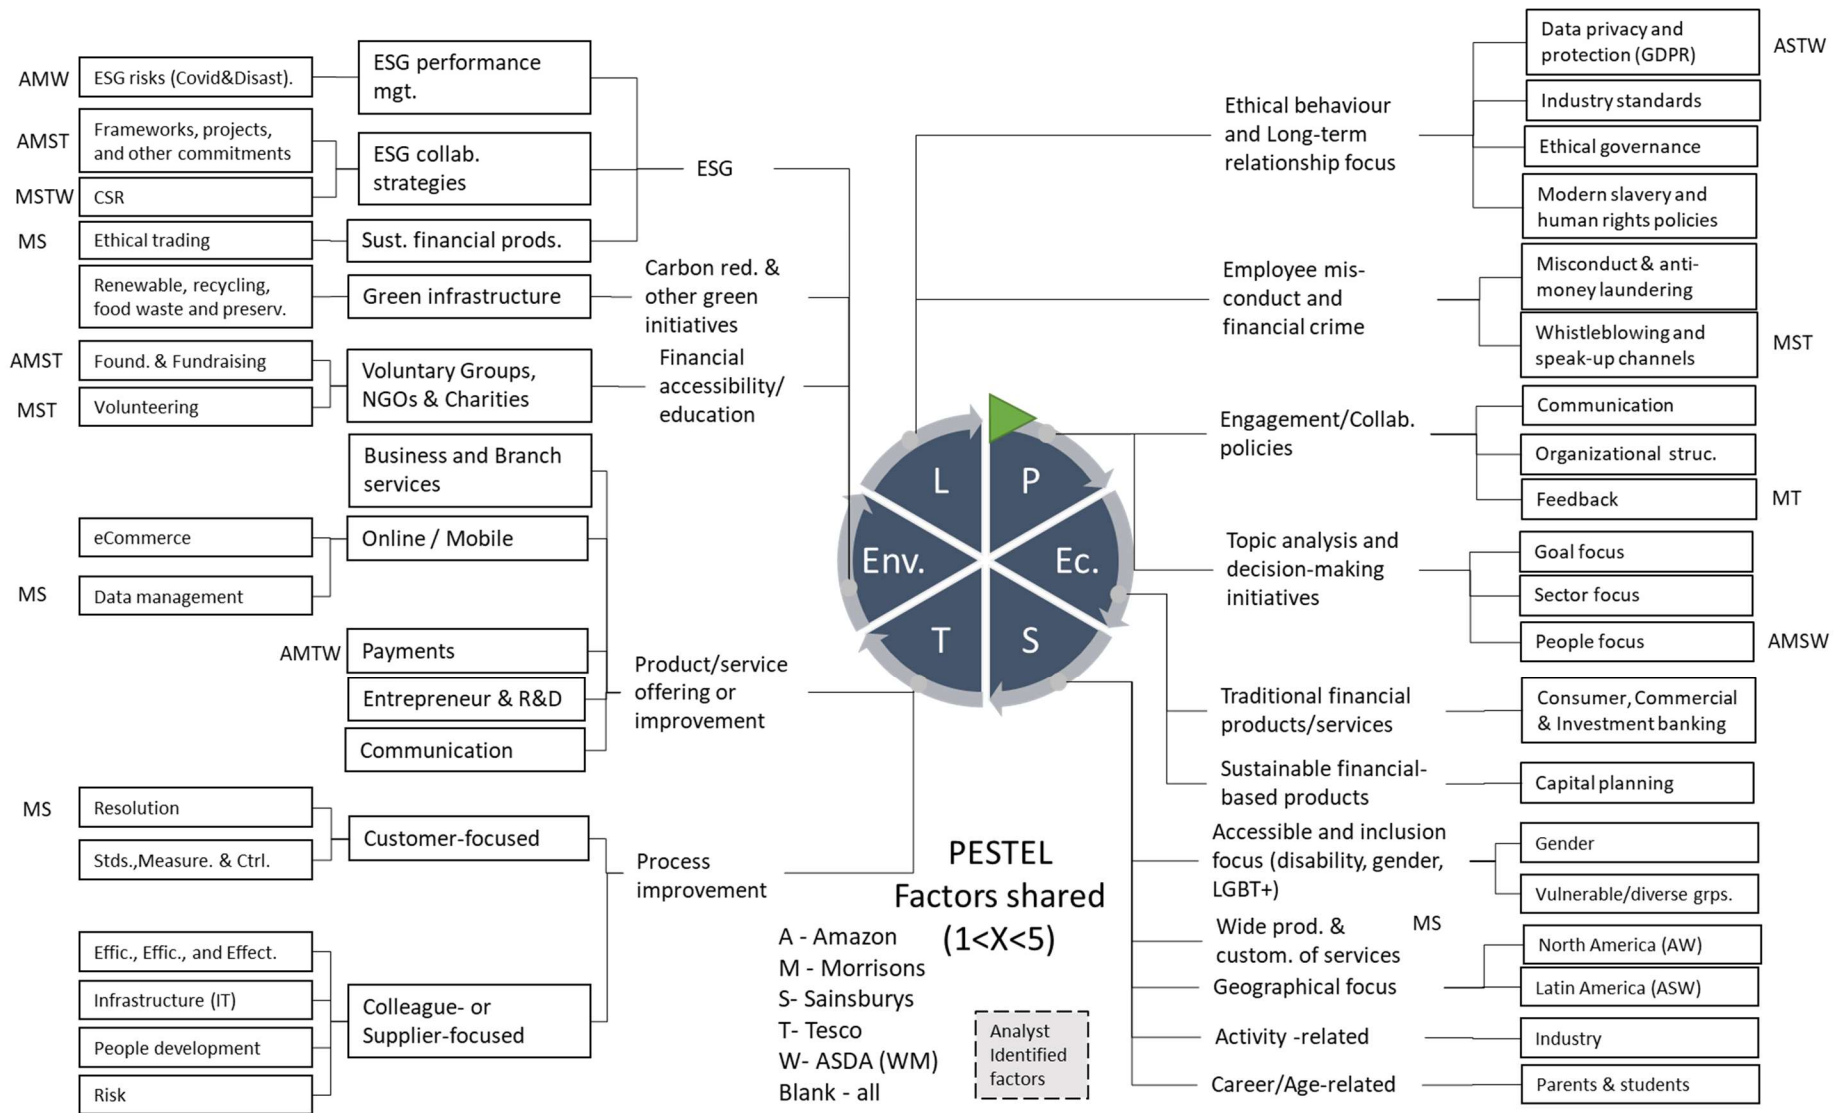 AMW
ESG risks (Covid&Disast).
ESG performance
mgt.
AMST
Frameworks, projects,
and other commitments
ESG collab.
strategies
MSTW
CSR
ESG
MS
Ethical trading
Sust. financial prods.
Renewable, recycling,
food waste and preserv.
Green infrastructure
Carbon red. &
other green
initiatives
AMST
Found. & Fundraising
MST
Volunteering
Voluntary Groups,
NGOs & Charities
Financial
accessibility/
education
Business and Branch
services
eCommerce
Online / Mobile
MS
Data management
AMTW
Payments
Entrepreneur & R&D
Communication
Product/service
offering or
improvement
MS
Resolution
Stds.,Measure. & Ctrl.
Customer-focused
Process
improvement
Effic., Effic., and Effect.
Infrastructure (IT)
People development
Risk
Colleague- or
Supplier-focused
L
P
Env.
Ec.
T
S
PESTEL
Factors shared
(1<X<5)
A - Amazon
M - Morrisons
S- Sainsburys
T- Tesco
W- ASDA (WM)
Blank - all
Analyst
Identified
factors
Ethical behaviour
and Long-term
relationship focus
Data privacy and
protection (GDPR)
ASTW
Industry standards
Ethical governance
Modern slavery and
human rights policies
Employee mis-
conduct and
financial crime
Misconduct & anti-
money laundering
Whistleblowing and
speak-up channels
MST
Engagement/Collab.
policies
Communication
Organizational struc.
Feedback
MT
Topic analysis and
decision-making
initiatives
Goal focus
Sector focus
People focus
AMSW
Traditional financial
products/services
Consumer, Commercial
& Investment banking
Sustainable financial-
based products
Capital planning
Accessible and inclusion
focus (disability, gender,
LGBT+)
Gender
Vulnerable/diverse grps.
Wide prod. &
custom. of services
MS
Geographical focus
North America (AW)
Latin America (ASW)
Activity -related
Industry
Career/Age-related
Parents & students